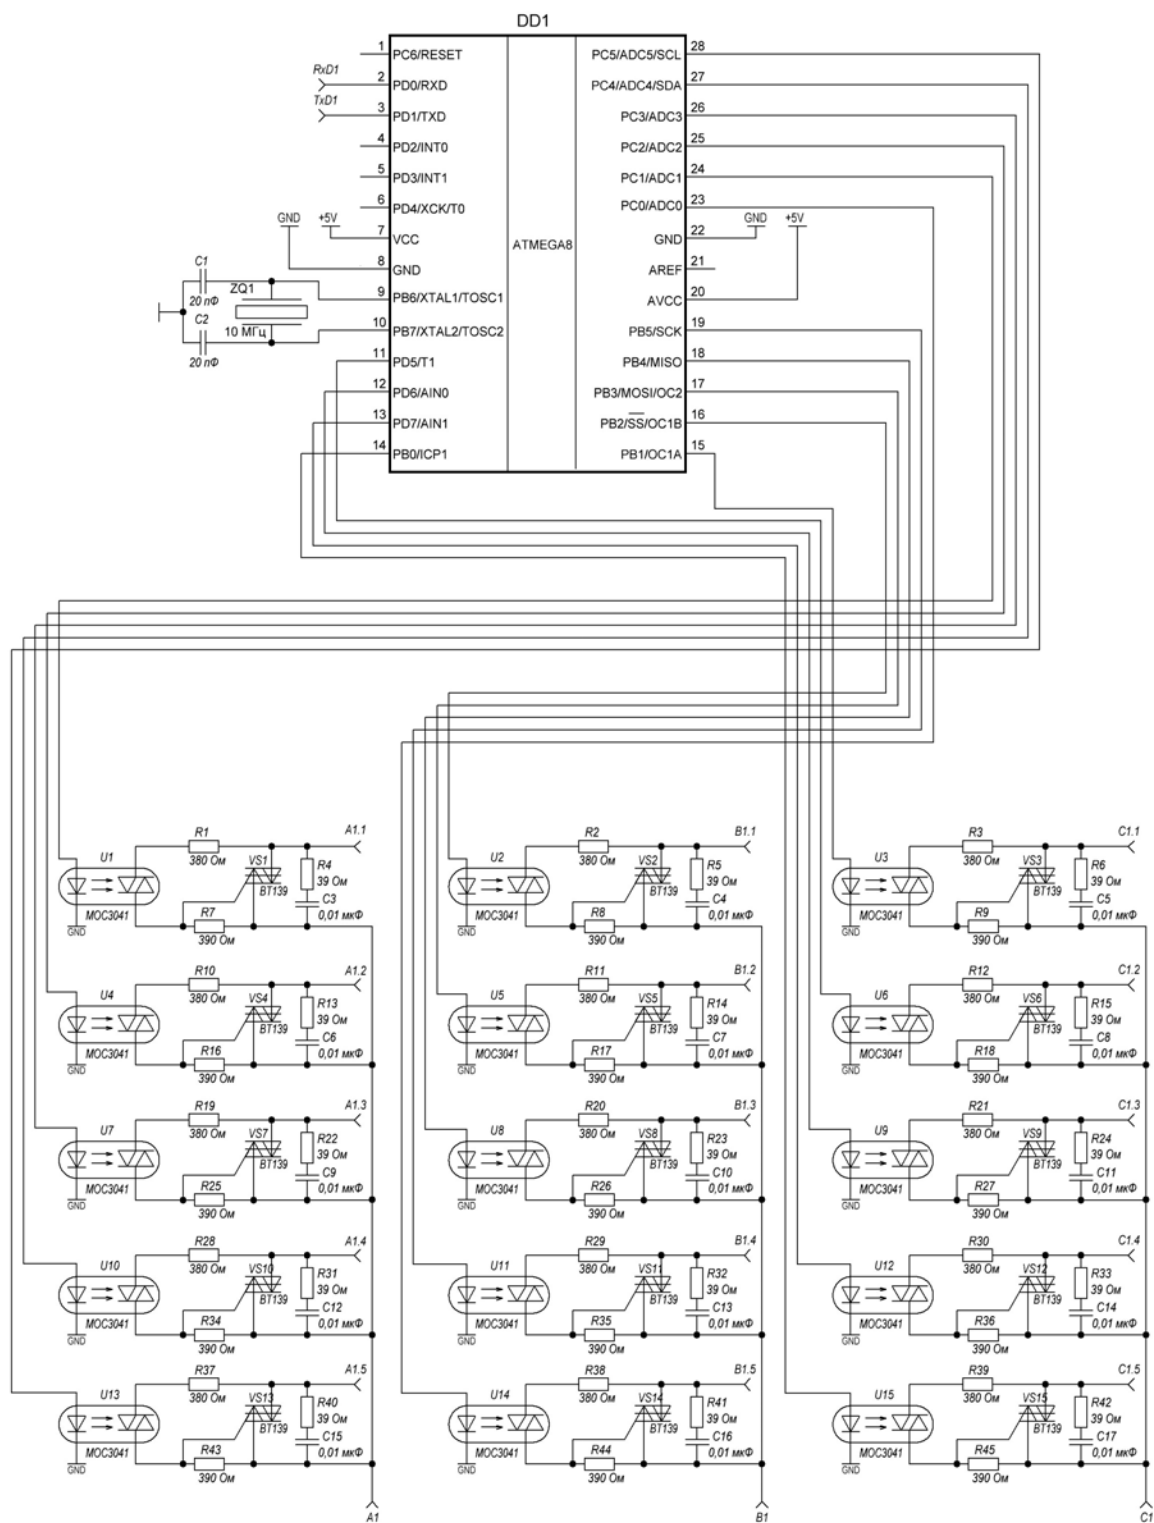 DD1
1 PC6/RESET PC5/ADC5/SCL 28
RxD1 2 PD0/RXD PC4/ADC4/SDA 27
TxD1 3 PD1/TXD PC3/ADC3 26
4 PD2/INT0 PC2/ADC2 25
5 PD3/INT1 PC1/ADC1 24
6 PD4/XCK/T0 PC0/ADC0 23
GND +5V 7 VCC ATMEGA8 GND 22 GND +5V
8 GND AREF 21
C1 20 пФ ZQ1 9 PB6/XTAL1/TOSC1 AVCC 20
C2 20 пФ 10 МГц 10 PB7/XTAL2/TOSC2 PB5/SCK 19
11 PD5/T1 PB4/MISO 18
12 PD6/AIN0 PB3/MOSI/OC2 17
13 PD7/AIN1 PB2/SS/OC1B 16
14 PB0/ICP1 PB1/OC1A 15
R1 A1.1 R2 B1.1 R3 C1.1
U1 380 Ом VS1 R4 U2 380 Ом VS2 R5 U3 380 Ом VS3 R6
BT139 39 Ом BT139 39 Ом BT139 39 Ом
R7 C3 R8 C4 R9 C5
GND MOC3041 0,01 мкФ GND MOC3041 0,01 мкФ GND MOC3041 0,01 мкФ
390 Ом 390 Ом 390 Ом
R10 A1.2 R11 B1.2 R12 C1.2
U4 380 Ом VS4 R13 U5 380 Ом VS5 R14 U6 380 Ом VS6 R15
BT139 39 Ом BT139 39 Ом BT139 39 Ом
R16 C6 R17 C7 R18 C8
GND MOC3041 0,01 мкФ GND MOC3041 0,01 мкФ GND MOC3041 0,01 мкФ
390 Ом 390 Ом 390 Ом
R19 A1.3 R20 B1.3 R21 C1.3
U7 380 Ом VS7 R22 U8 380 Ом VS8 R23 U9 380 Ом VS9 R24
BT139 39 Ом BT139 39 Ом BT139 39 Ом
R25 C9 R26 C10 R27 C11
GND MOC3041 0,01 мкФ GND MOC3041 0,01 мкФ GND MOC3041 0,01 мкФ
390 Ом 390 Ом 390 Ом
R28 A1.4 R29 B1.4 R30 C1.4
U10 380 Ом VS10 R31 U11 380 Ом VS11 R32 U12 380 Ом VS12 R33
BT139 39 Ом BT139 39 Ом BT139 39 Ом
R34 C12 R35 C13 R36 C14
GND MOC3041 0,01 мкФ GND MOC3041 0,01 мкФ GND MOC3041 0,01 мкФ
390 Ом 390 Ом 390 Ом
R37 A1.5 R38 B1.5 R39 C1.5
U13 380 Ом VS13 R40 U14 380 Ом VS14 R41 U15 380 Ом VS15 R42
BT139 39 Ом BT139 39 Ом BT139 39 Ом
R43 C15 R44 C16 R45 C17
GND MOC3041 0,01 мкФ GND MOC3041 0,01 мкФ GND MOC3041 0,01 мкФ
390 Ом 390 Ом 390 Ом
A1 B1 C1